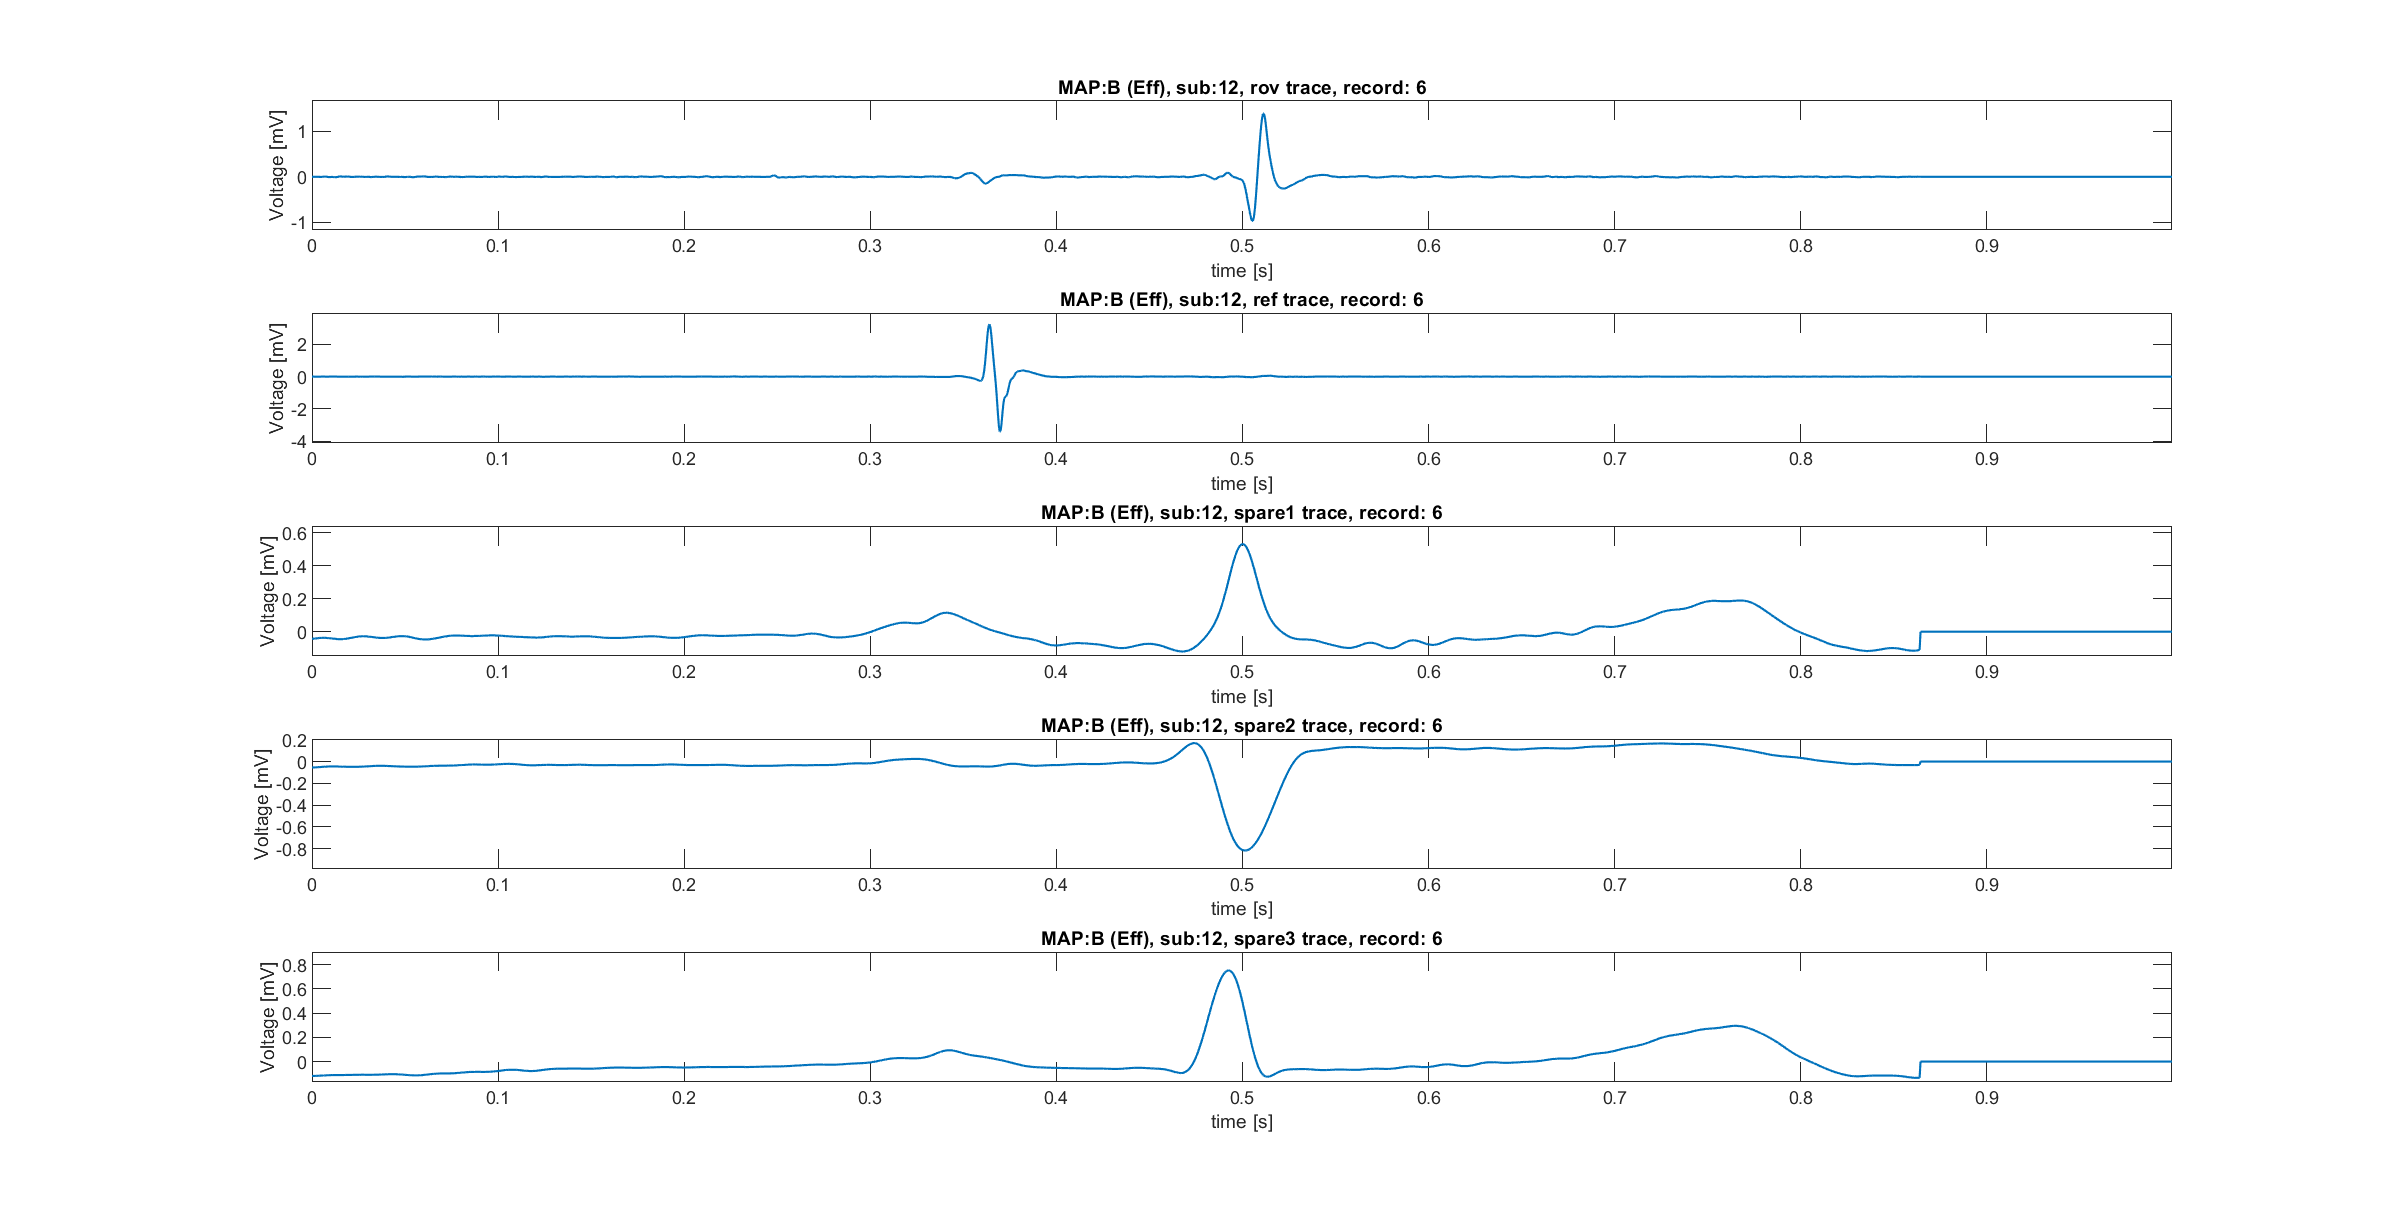 MAP:B (Eff), sub:12, rov trace, record: 6
Voltage [mV]
1
0
-1
0 0.1 0.2 0.3 0.4 0.5 0.6 0.7 0.8 0.9
time [s]
MAP:B (Eff), sub:12, ref trace, record: 6
Voltage [mV]
2
0
-2
-4
0 0.1 0.2 0.3 0.4 0.5 0.6 0.7 0.8 0.9
time [s]
MAP:B (Eff), sub:12, spare1 trace, record: 6
Voltage [mV]
0.6
0.4
0.2
0
0 0.1 0.2 0.3 0.4 0.5 0.6 0.7 0.8 0.9
time [s]
MAP:B (Eff), sub:12, spare2 trace, record: 6
Voltage [mV]
0.2
0
-0.2
-0.4
-0.6
-0.8
0 0.1 0.2 0.3 0.4 0.5 0.6 0.7 0.8 0.9
time [s]
MAP:B (Eff), sub:12, spare3 trace, record: 6
Voltage [mV]
0.8
0.6
0.4
0.2
0
0 0.1 0.2 0.3 0.4 0.5 0.6 0.7 0.8 0.9
time [s]